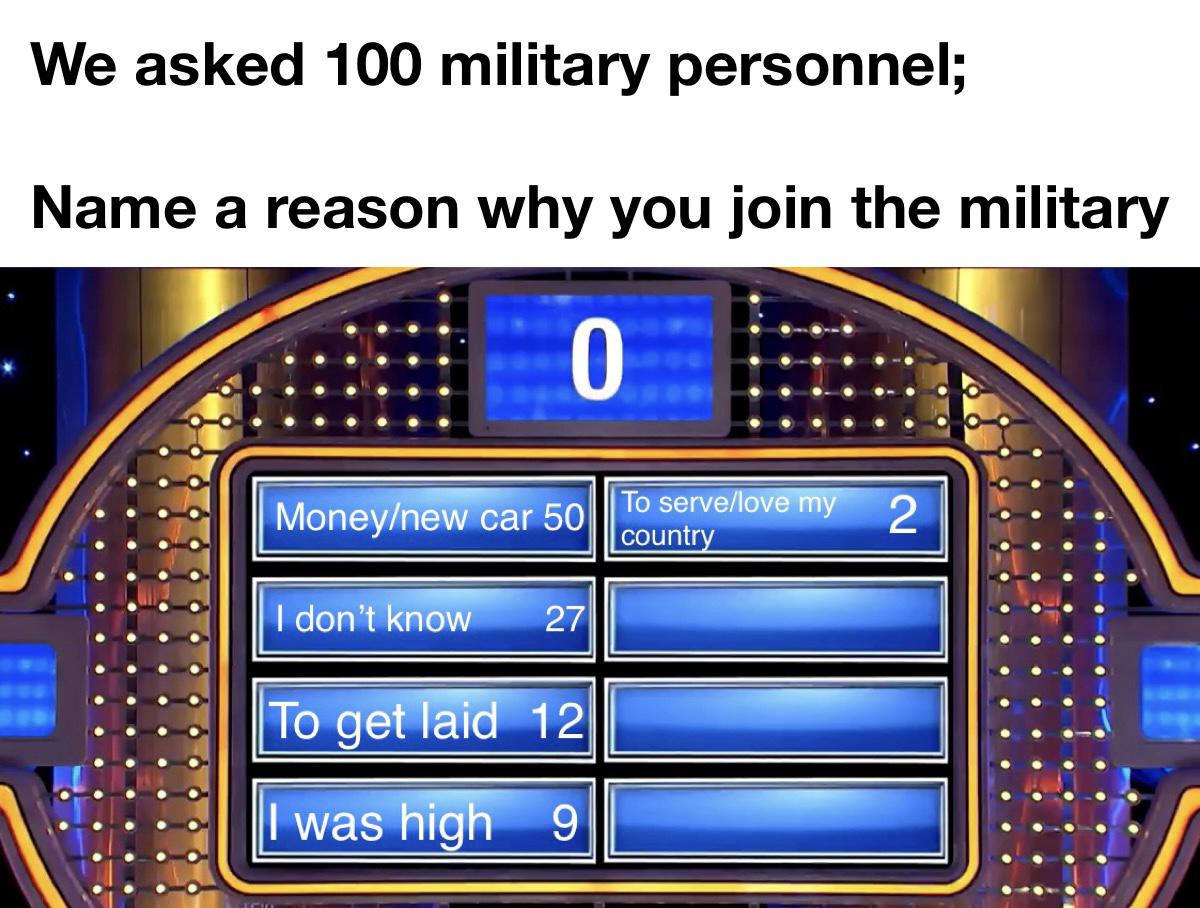 We asked 100 military personnel;
Name a reason why you join the military
0
Money/new car 50
I don’t know 27
To get laid 12
I was high 9
To serve/love my
country 2